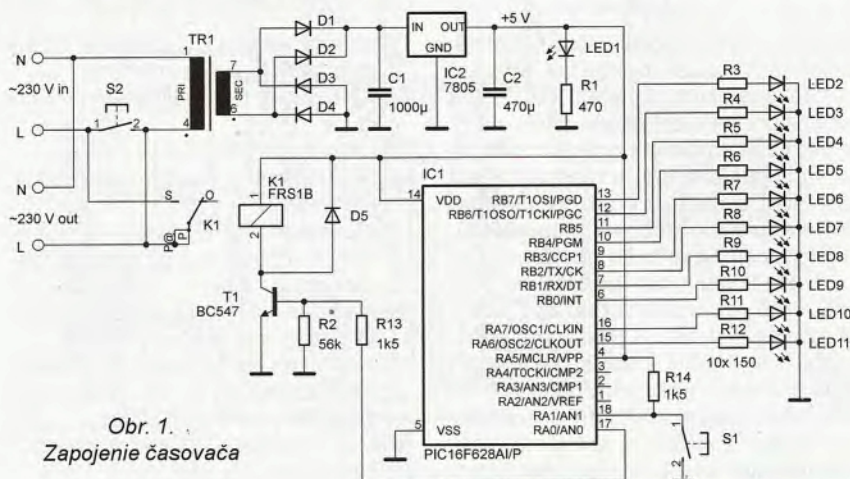 N
~230 V in
L
N
~230 V out
L
S2
1 2
TR1
1
PRI
4
7
SEC
6
D1
D2
D3
D4
C1
1000µ
IN OUT
GND
IC2
7805
+5 V
C2
470µ
LED1
R1
470
S O
K1
P@
P
K1
FRS1B
1
2
D5
T1
BC547
R2
56k
R13
1k5
IC1
14 VDD
5 VSS
RB7/T1OSI/PGD 13
RB6/T1OSO/T1CKI/PGC 12
RB5 11
RB4/PGM 10
RB3/CCP1 9
RB2/TX/CK 8
RB1/RX/DT 7
RB0/INT 6
RA7/OSC1/CLKIN 16
RA6/OSC2/CLKOUT 15
RA5/MCLR/VPP 4
RA4/T0CKI/CMP2 3
RA3/AN3/CMP1 2
RA2/AN2/VREF 1
RA1/AN1 18
RA0/AN0 17
PIC16F628AI/P
R3 LED2
R4 LED3
R5 LED4
R6 LED5
R7 LED6
R8 LED7
R9 LED8
R10 LED9
R11 LED10
R12 LED11
10x 150
R14
1k5
1
S1
2
Obr. 1.
Zapojenie časovača